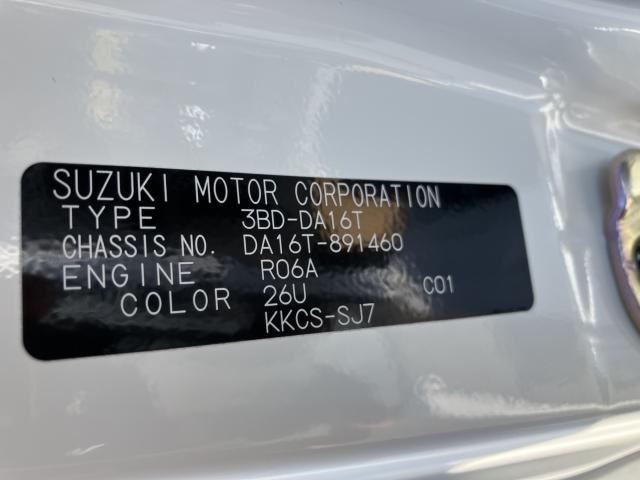 SUZUKI MOTOR CORPORATION
TYPE 3BD-DA16T
CHASSIS NO. DA16T-891460
ENGINE R06A
COLOR 26U C01
KKCS-SJ7